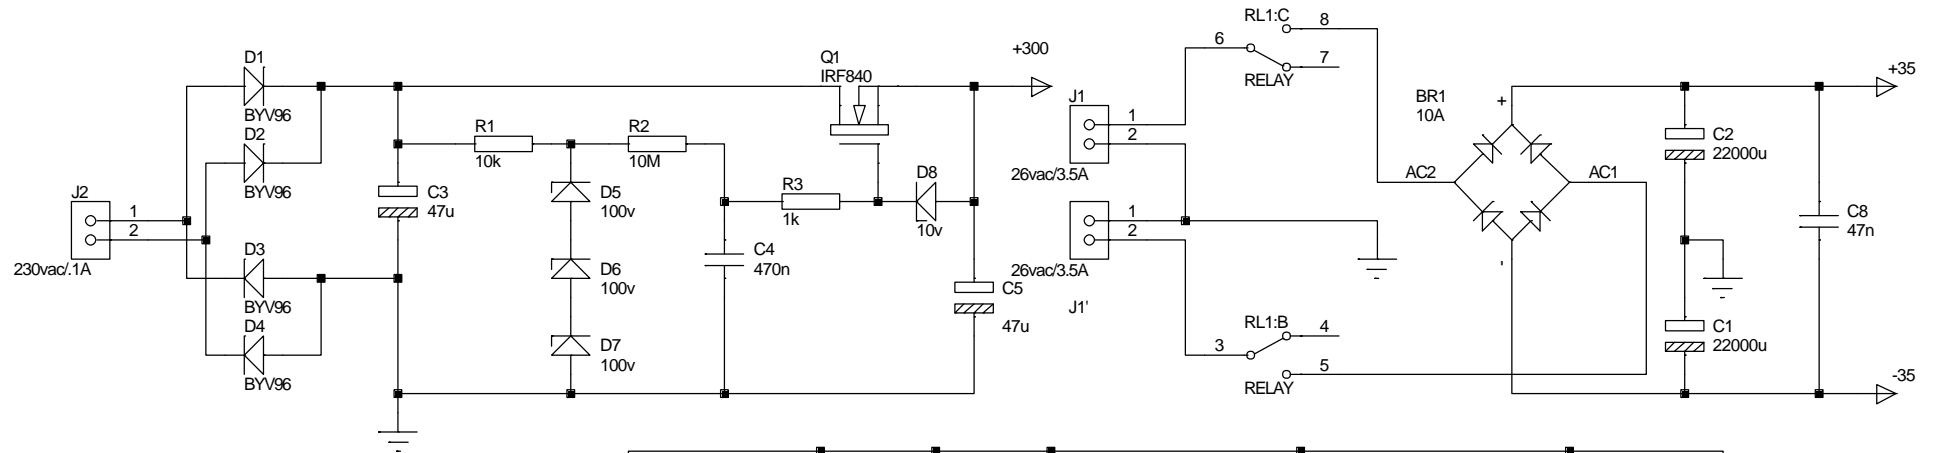 D1
BYV96
D2
BYV96
J2
1
2
230vac/.1A
D3
BYV96
D4
BYV96
C3
47u
R1
10k
R2
10M
D5
100v
D6
100v
D7
100v
C4
470n
R3
1k
Q1
IRF840
D8
10v
+300
C5
47u
J1
1
2
26vac/3.5A
1
2
26vac/3.5A
J1'
RL1:C
8
6
7
RELAY
RL1:B
4
3
5
RELAY
BR1
10A
+
AC2
AC1
-
C2
22000u
C1
22000u
C8
47n
+35
-35